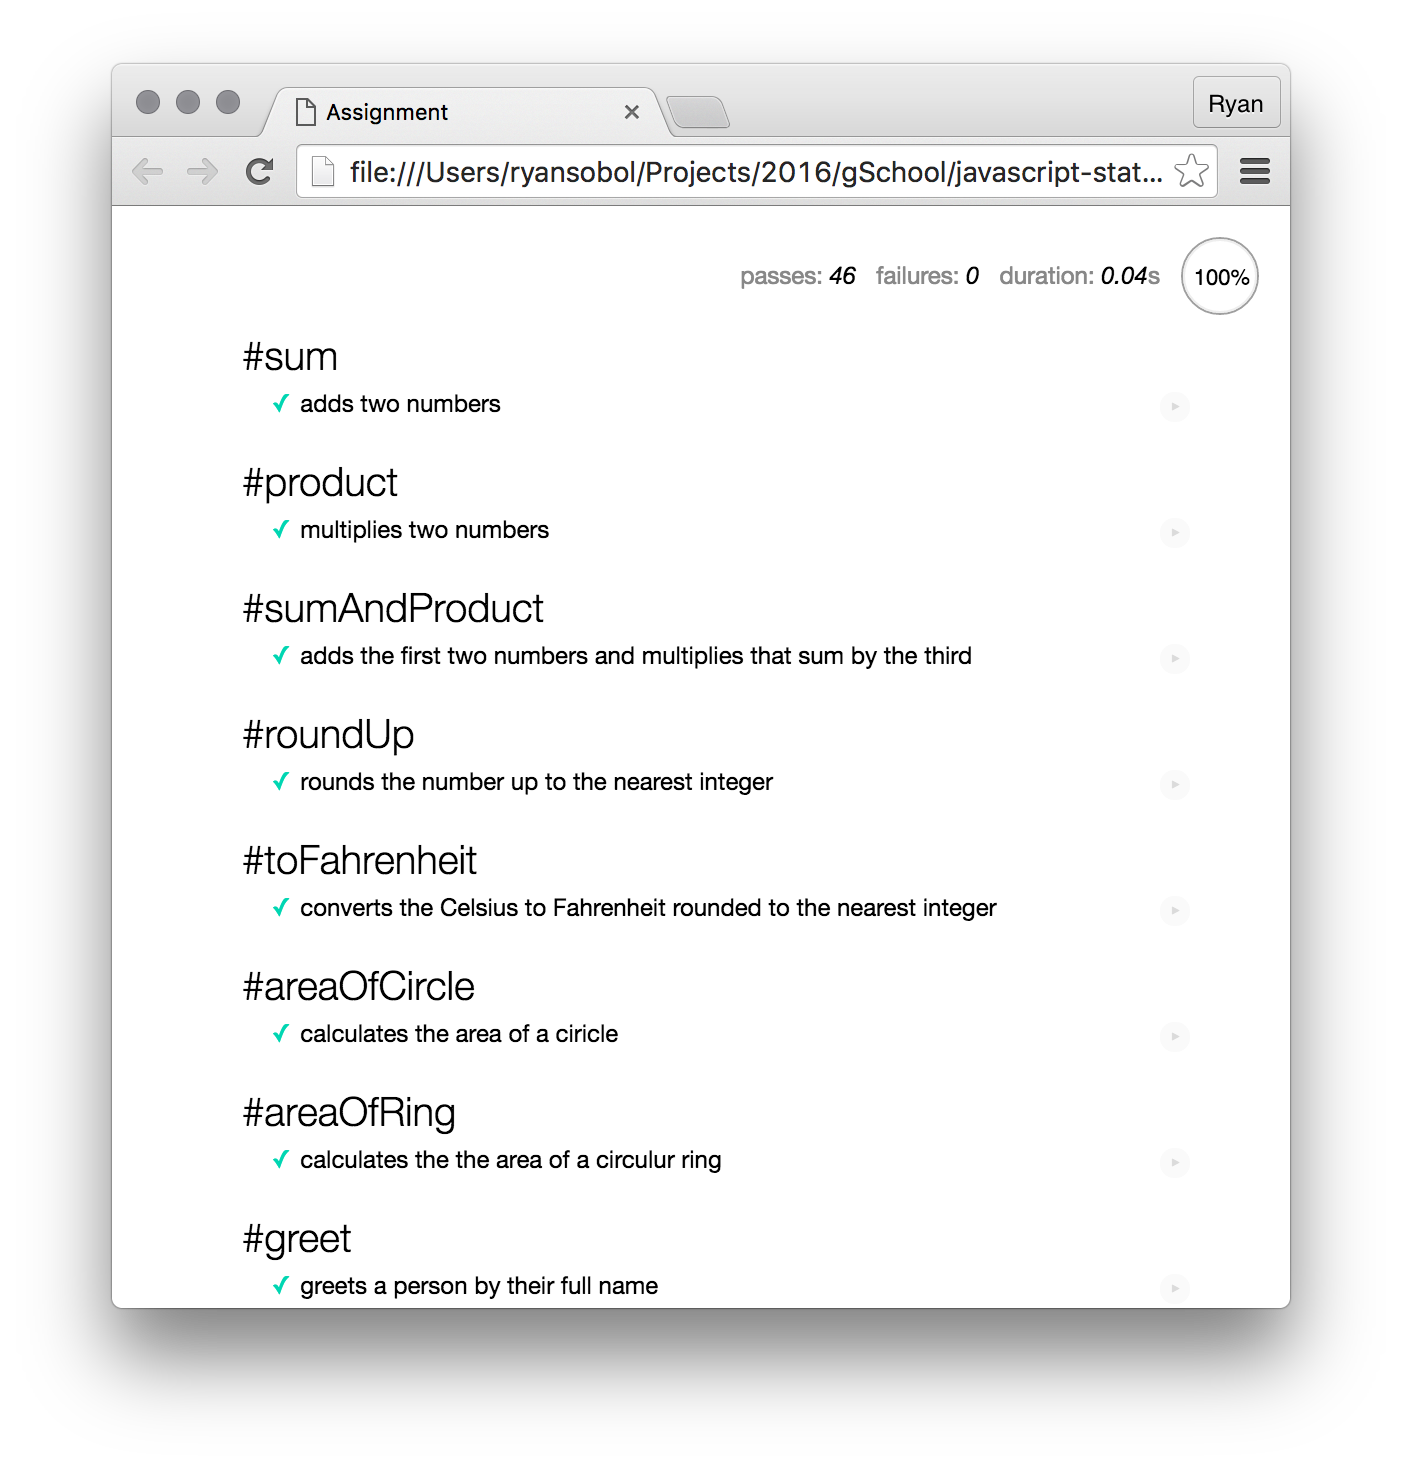 Assignment
Ryan
file:///Users/ryansobol/Projects/2016/gSchool/javascript-stat...
passes: 46 failures: 0 duration: 0.04s 100%
#sum
✓ adds two numbers
#product
✓ multiplies two numbers
#sumAndProduct
✓ adds the first two numbers and multiplies that sum by the third
#roundUp
✓ rounds the number up to the nearest integer
#toFahrenheit
✓ converts the Celsius to Fahrenheit rounded to the nearest integer
#areaOfCircle
✓ calculates the area of a ciricle
#areaOfRing
✓ calculates the the area of a circulur ring
#greet
✓ greets a person by their full name